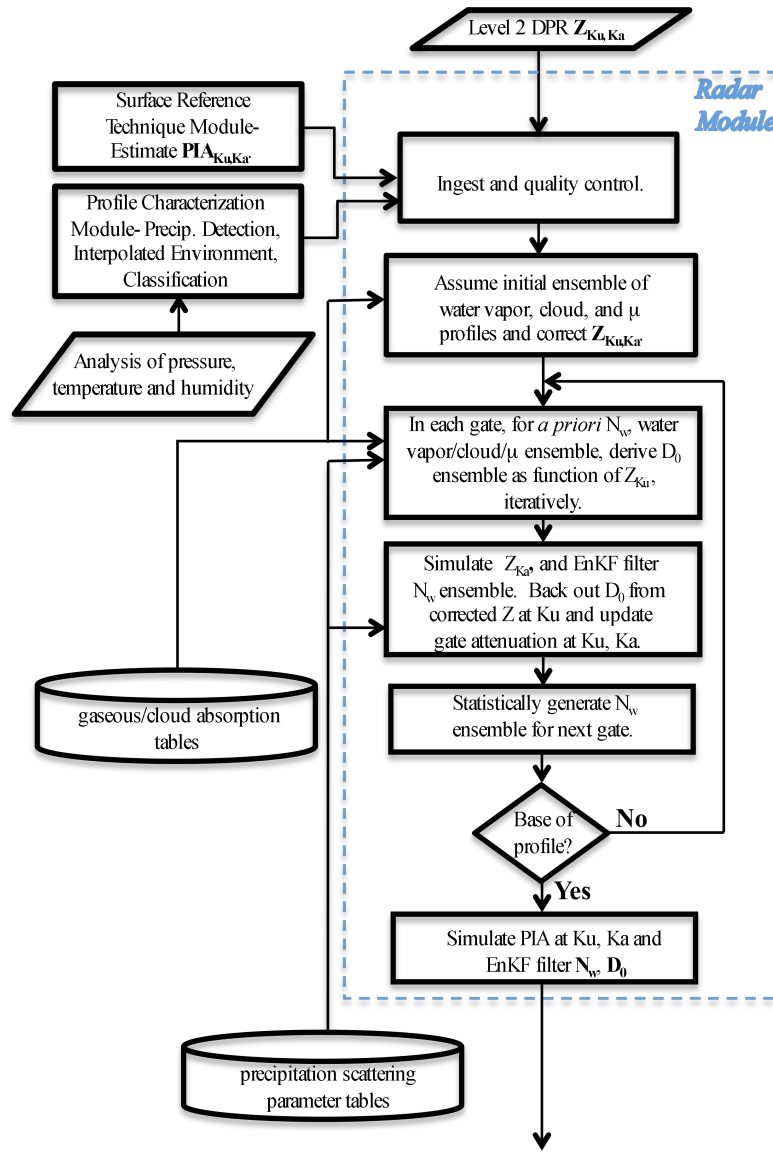 Level 2 DPR Z_Ku,Ka
Radar
Module
Surface Reference
Technique Module-
Estimate PIA_Ku,Ka.
Ingest and quality control.
Profile Characterization
Module- Precip. Detection,
Interpolated Environment,
Classification
Assume initial ensemble of
water vapor, cloud, and μ
profiles and correct Z_Ku,Ka.
Analysis of pressure,
temperature and humidity
In each gate, for a priori N_w, water
vapor/cloud/μ ensemble, derive D_0
ensemble as function of Z_Ku,
iteratively.
Simulate Z_Ka, and EnKF filter
N_w ensemble. Back out D_0 from
corrected Z at Ku and update
gate attenuation at Ku, Ka.
gaseous/cloud absorption
tables
Statistically generate N_w
ensemble for next gate.
Base of
profile?
No
Yes
Simulate PIA at Ku, Ka and
EnKF filter N_w, D_0
precipitation scattering
parameter tables